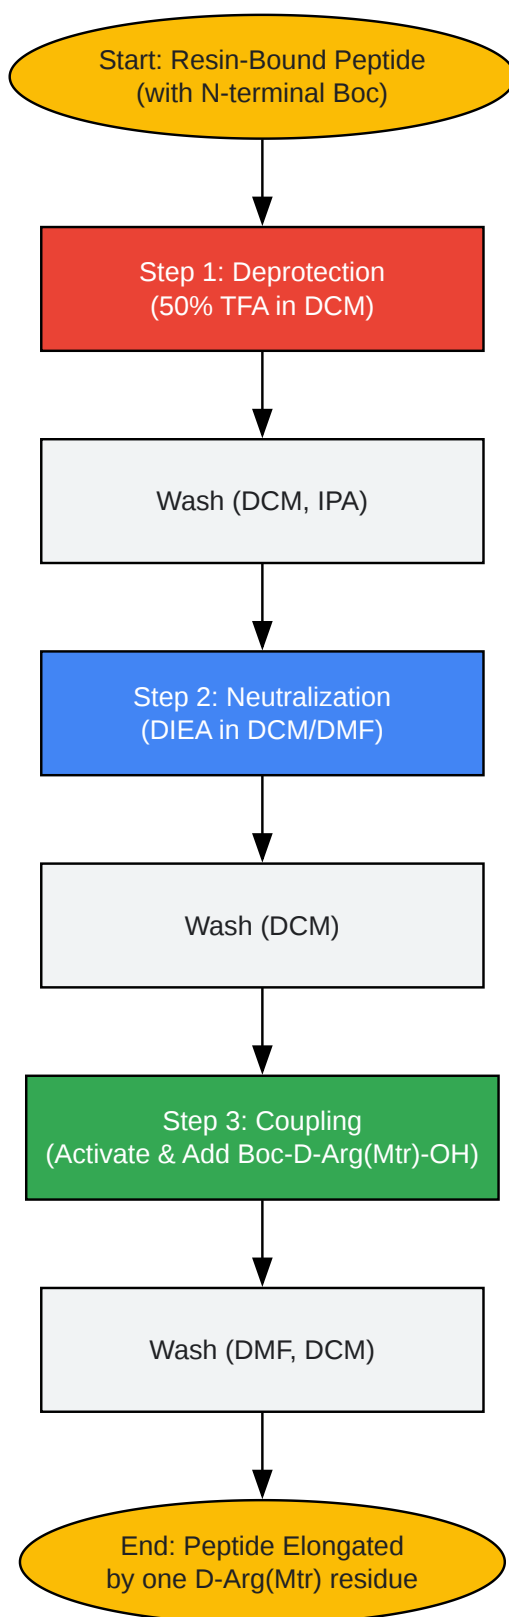 Start: Resin-Bound Peptide
(with N-terminal Boc)
Step 1: Deprotection
(50% TFA in DCM)
Wash (DCM, IPA)
Step 2: Neutralization
(DIEA in DCM/DMF)
Wash (DCM)
Step 3: Coupling
(Activate & Add Boc-D-Arg(Mtr)-OH)
Wash (DMF, DCM)
End: Peptide Elongated
by one D-Arg(Mtr) residue